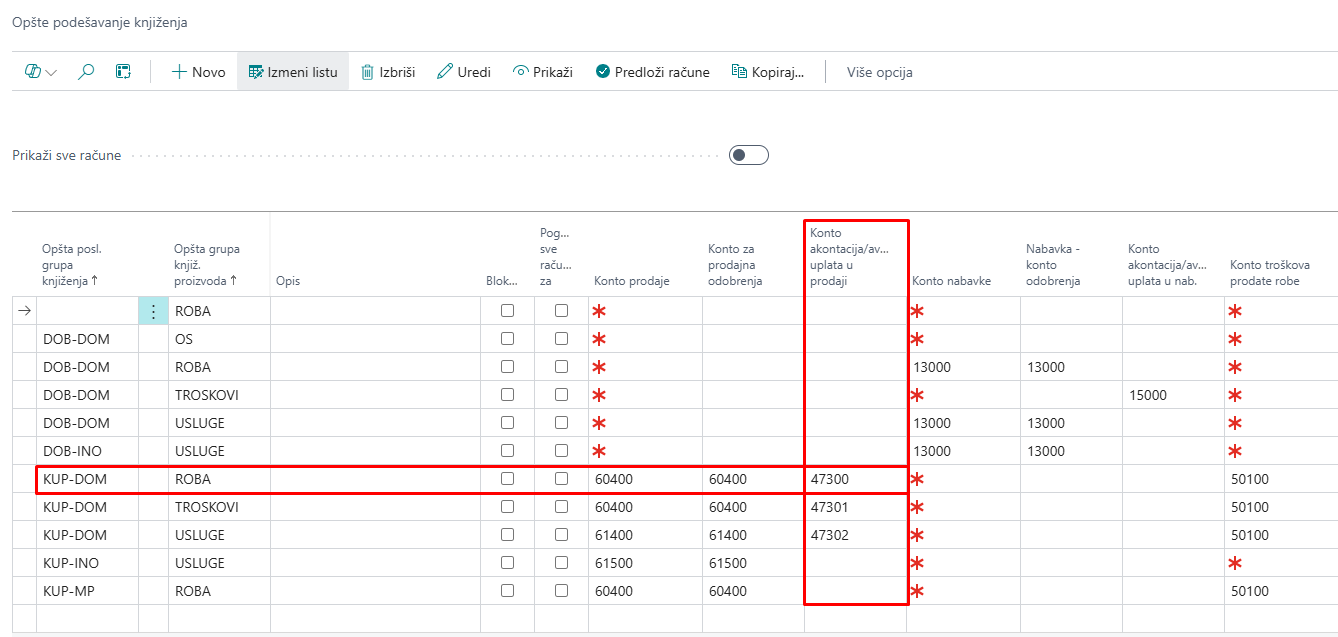 Opšte podešavanje knjiženja
Novo Izmeni listu Izbriši Uredi Prikaži Predloži račune Kopiraj... Više opcija
Prikaži sve račune
Opšta posl. grupa knjiženja ↑
Opšta grupa knjiž. proizvoda ↑
Opis
Blok...
Pog... sve raču... za
Konto prodaje
Konto za prodajna odobrenja
Konto akontacija/av... uplata u prodaji
Konto nabavke
Nabavka - konto odobrenja
Konto akontacija/av... uplata u nab.
Konto troškova prodate robe
→ ⋮ ROBA * * *
DOB-DOM OS * * *
DOB-DOM ROBA * 13000 13000 *
DOB-DOM TROSKOVI * * 15000 *
DOB-DOM USLUGE * 13000 13000 *
DOB-INO USLUGE * 13000 13000 *
KUP-DOM ROBA 60400 60400 47300 * 50100
KUP-DOM TROSKOVI 60400 60400 47301 * 50100
KUP-DOM USLUGE 61400 61400 47302 * 50100
KUP-INO USLUGE 61500 61500 * *
KUP-MP ROBA 60400 60400 * 50100